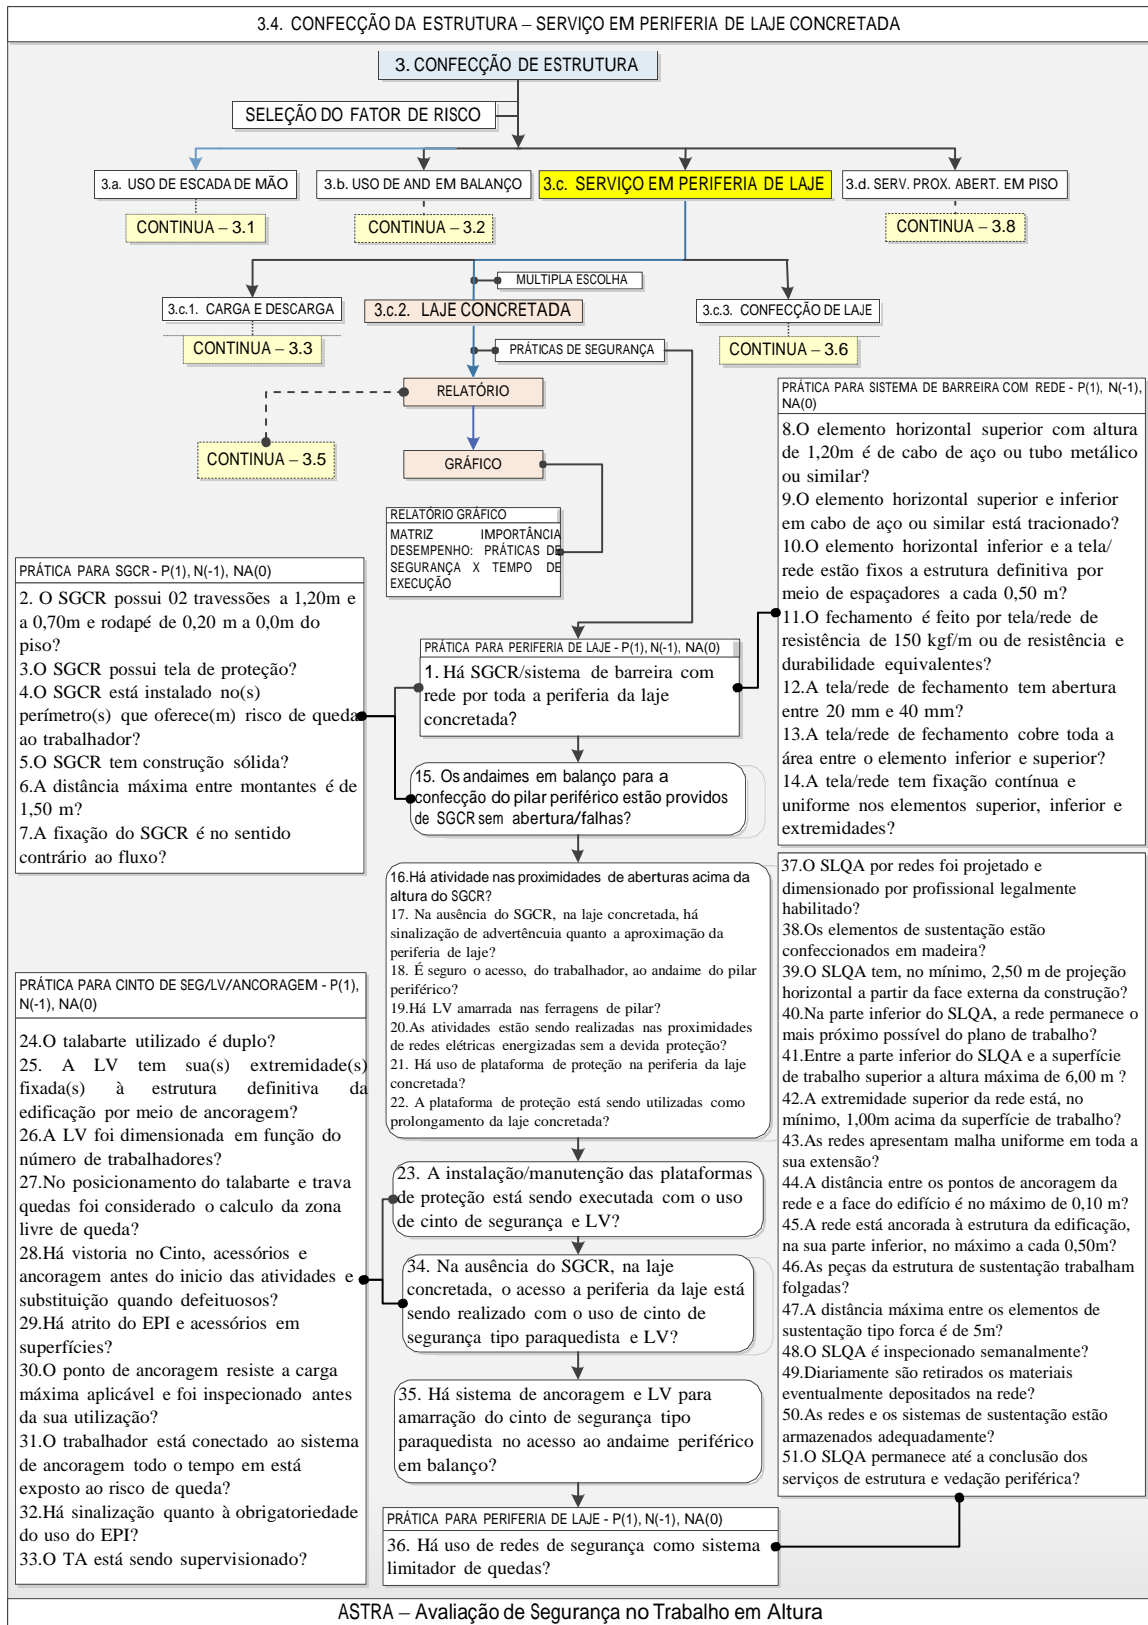 3.4. CONFECÇÃO DA ESTRUTURA – SERVIÇO EM PERIFERIA DE LAJE CONCRETADA
3. CONFECÇÃO DE ESTRUTURA
SELEÇÃO DO FATOR DE RISCO
3.a. USO DE ESCADA DE MÃO
3.b. USO DE AND EM BALANÇO
3.c. SERVIÇO EM PERIFERIA DE LAJE
3.d. SERV. PROX. ABERT. EM PISO
CONTINUA – 3.1
CONTINUA – 3.2
CONTINUA – 3.8
MULTIPLA ESCOLHA
3.c.1. CARGA E DESCARGA
3.c.2. LAJE CONCRETADA
3.c.3. CONFECÇÃO DE LAJE
CONTINUA – 3.3
PRÁTICAS DE SEGURANÇA
CONTINUA – 3.6
RELATÓRIO
CONTINUA – 3.5
GRÁFICO
RELATÓRIO GRÁFICO
MATRIZ IMPORTÂNCIA
DESEMPENHO: PRÁTICAS DE
SEGURANÇA X TEMPO DE
EXECUÇÃO
PRÁTICA PARA SISTEMA DE BARREIRA COM REDE - P(1), N(-1),
NA(0)
8.O elemento horizontal superior com altura
de 1,20m é de cabo de aço ou tubo metálico
ou similar?
9.O elemento horizontal superior e inferior
em cabo de aço ou similar está tracionado?
10.O elemento horizontal inferior e a tela/
rede estão fixos a estrutura definitiva por
meio de espaçadores a cada 0,50 m?
11.O fechamento é feito por tela/rede de
resistência de 150 kgf/m ou de resistência e
durabilidade equivalentes?
12.A tela/rede de fechamento tem abertura
entre 20 mm e 40 mm?
13.A tela/rede de fechamento cobre toda a
área entre o elemento inferior e superior?
14.A tela/rede tem fixação contínua e
uniforme nos elementos superior, inferior e
extremidades?
PRÁTICA PARA SGCR - P(1), N(-1), NA(0)
2. O SGCR possui 02 travessões a 1,20m e
a 0,70m e rodapé de 0,20 m a 0,0m do
piso?
3.O SGCR possui tela de proteção?
4.O SGCR está instalado no(s)
perímetro(s) que oferece(m) risco de queda
ao trabalhador?
5.O SGCR tem construção sólida?
6.A distância máxima entre montantes é de
1,50 m?
7.A fixação do SGCR é no sentido
contrário ao fluxo?
PRÁTICA PARA PERIFERIA DE LAJE - P(1), N(-1), NA(0)
1. Há SGCR/sistema de barreira com
rede por toda a periferia da laje
concretada?
15. Os andaimes em balanço para a
confecção do pilar periférico estão providos
de SGCR sem abertura/falhas?
16.Há atividade nas proximidades de aberturas acima da
altura do SGCR?
17. Na ausência do SGCR, na laje concretada, há
sinalização de advertêncuia quanto a aproximação da
periferia de laje?
18. É seguro o acesso, do trabalhador, ao andaime do pilar
periférico?
19.Há LV amarrada nas ferragens de pilar?
20.As atividades estão sendo realizadas nas proximidades
de redes elétricas energizadas sem a devida proteção?
21. Há uso de plataforma de proteção na periferia da laje
concretada?
22. A plataforma de proteção está sendo utilizadas como
prolongamento da laje concretada?
23. A instalação/manutenção das plataformas
de proteção está sendo executada com o uso
de cinto de segurança e LV?
34. Na ausência do SGCR, na laje
concretada, o acesso a periferia da laje está
sendo realizado com o uso de cinto de
segurança tipo paraquedista e LV?
35. Há sistema de ancoragem e LV para
amarração do cinto de segurança tipo
paraquedista no acesso ao andaime periférico
em balanço?
PRÁTICA PARA PERIFERIA DE LAJE - P(1), N(-1), NA(0)
36. Há uso de redes de segurança como sistema
limitador de quedas?
PRÁTICA PARA CINTO DE SEG/LV/ANCORAGEM - P(1),
N(-1), NA(0)
24.O talabarte utilizado é duplo?
25. A LV tem sua(s) extremidade(s)
fixada(s) à estrutura definitiva da
edificação por meio de ancoragem?
26.A LV foi dimensionada em função do
número de trabalhadores?
27.No posicionamento do talabarte e trava
quedas foi considerado o calculo da zona
livre de queda?
28.Há vistoria no Cinto, acessórios e
ancoragem antes do inicio das atividades e
substituição quando defeituosos?
29.Há atrito do EPI e acessórios em
superfícies?
30.O ponto de ancoragem resiste a carga
máxima aplicável e foi inspecionado antes
da sua utilização?
31.O trabalhador está conectado ao sistema
de ancoragem todo o tempo em está
exposto ao risco de queda?
32.Há sinalização quanto à obrigatoriedade
do uso do EPI?
33.O TA está sendo supervisionado?
37.O SLQA por redes foi projetado e
dimensionado por profissional legalmente
habilitado?
38.Os elementos de sustentação estão
confeccionados em madeira?
39.O SLQA tem, no mínimo, 2,50 m de projeção
horizontal a partir da face externa da construção?
40.Na parte inferior do SLQA, a rede permanece o
mais próximo possível do plano de trabalho?
41.Entre a parte inferior do SLQA e a superfície
de trabalho superior a altura máxima de 6,00 m ?
42.A extremidade superior da rede está, no
mínimo, 1,00m acima da superfície de trabalho?
43.As redes apresentam malha uniforme em toda a
sua extensão?
44.A distância entre os pontos de ancoragem da
rede e a face do edifício é no máximo de 0,10 m?
45.A rede está ancorada à estrutura da edificação,
na sua parte inferior, no máximo a cada 0,50m?
46.As peças da estrutura de sustentação trabalham
folgadas?
47.A distância máxima entre os elementos de
sustentação tipo forca é de 5m?
48.O SLQA é inspecionado semanalmente?
49.Diariamente são retirados os materiais
eventualmente depositados na rede?
50.As redes e os sistemas de sustentação estão
armazenados adequadamente?
51.O SLQA permanece até a conclusão dos
serviços de estrutura e vedação periférica?
ASTRA – Avaliação de Segurança no Trabalho em Altura